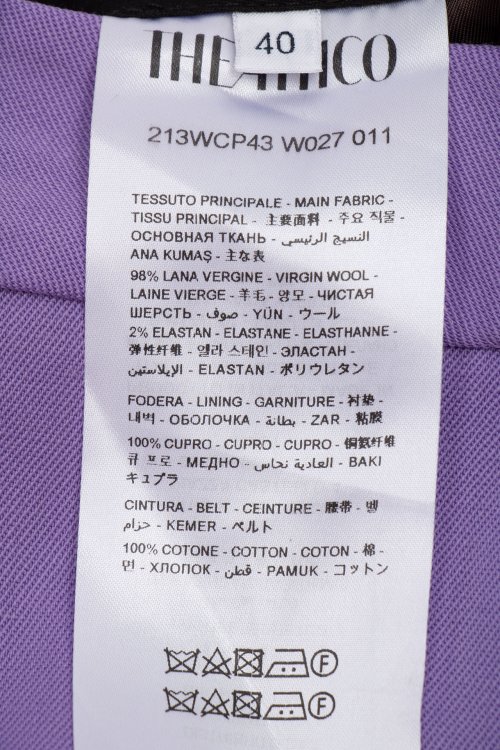 40
THE ATTICO
213WCP43 W027 011
TESSUTO PRINCIPALE - MAIN FABRIC -
TISSU PRINCIPAL - 主要面料 - 주요 직물 -
ОСНОВНАЯ ТКАНЬ - النسيج الرئيسي
ANA KUMAŞ - 主な表
98% LANA VERGINE - VIRGIN WOOL -
LAINE VIERGE - 羊毛 - 양모 - ЧИСТАЯ
ШЕРСТЬ - صوف - YÜN - ウール
2% ELASTAN - ELASTANE - ELASTHANNE -
弹性纤维 - 엘라 스테인 - ЭЛАСТАН -
الإيلاستين - ELASTAN - ポリウレタン
FODERA - LINING - GARNITURE - 衬垫 -
내벽 - ОБОЛОЧКА - بطانة - ZAR - 粘膜
100% CUPRO - CUPRO - CUPRO - 铜氨纤维
큐 프로 - МЕДНО - العادية نحاس - BAKI
キュプラ
CINTURA - BELT - CEINTURE - 腰带 - 벨
حزام - KEMER - ベルト
100% COTONE - COTTON - COTON - 棉 -
면 - ХЛОПОК - قطن - PAMUK - コットン
F
F